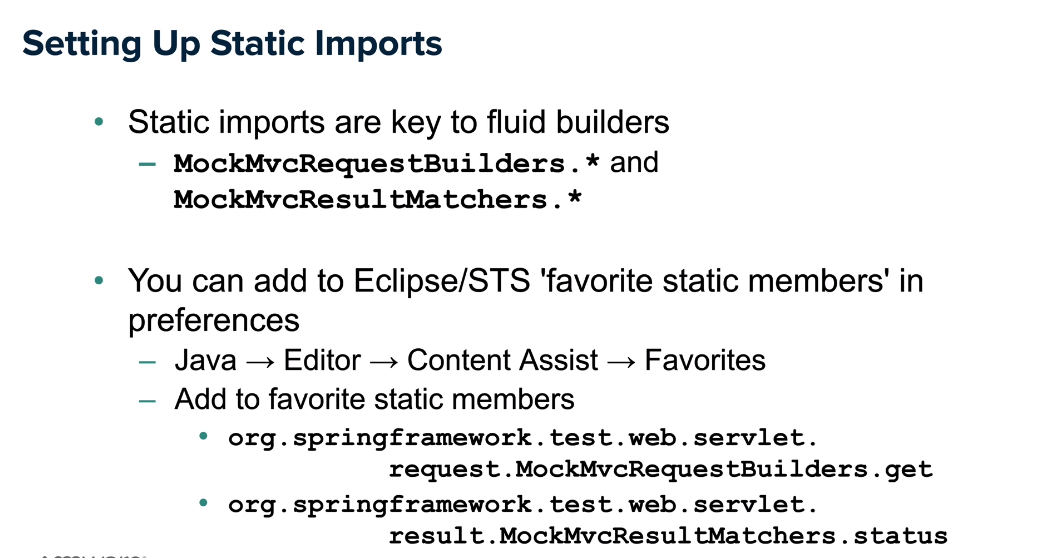 Setting Up Static Imports
• Static imports are key to fluid builders
– MockMvcRequestBuilders.* and
MockMvcResultMatchers.*
• You can add to Eclipse/STS 'favorite static members' in
preferences
– Java → Editor → Content Assist → Favorites
– Add to favorite static members
• org.springframework.test.web.servlet.
request.MockMvcRequestBuilders.get
• org.springframework.test.web.servlet.
result.MockMvcResultMatchers.status